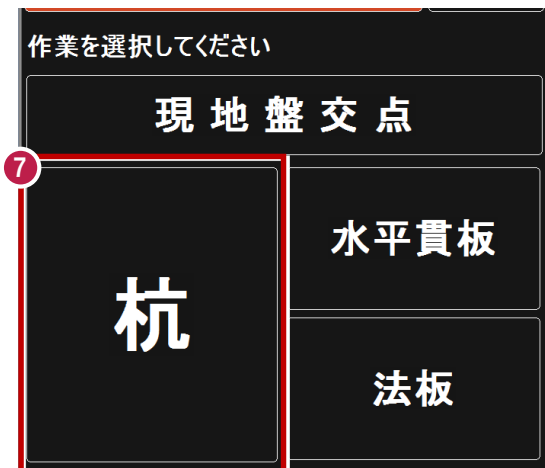 作業を選択してください
現地盤交点
7
杭
水平貫板
法板